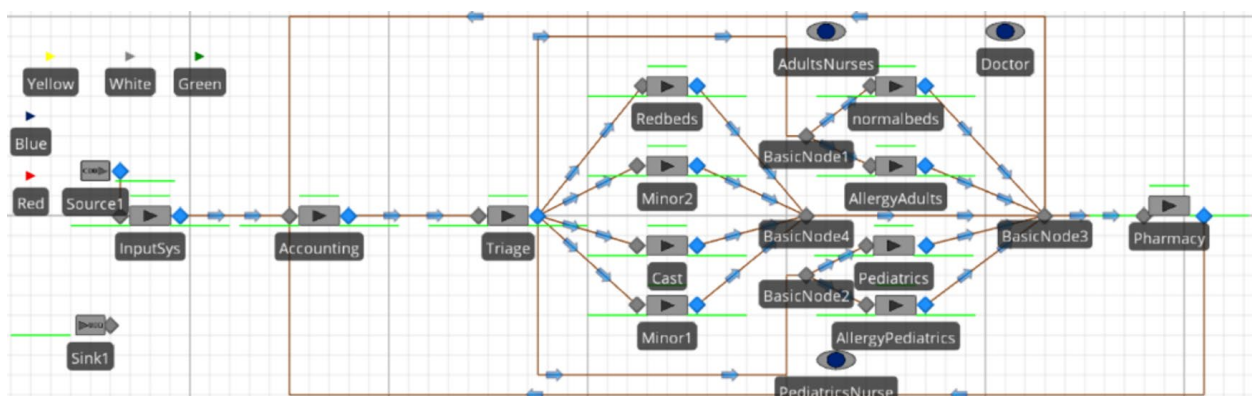 AdultsNurses
Doctor
Yellow
White
Green
Redbeds
normalbeds
Blue
BasicNode1
Red
Source1
Minor2
AllergyAdults
InputSys
Accounting
Triage
BasicNode4
BasicNode3
Pharmacy
Cast
Pediatrics
BasicNode2
Sink1
Minor1
AllergyPediatrics
PediatricsNurse